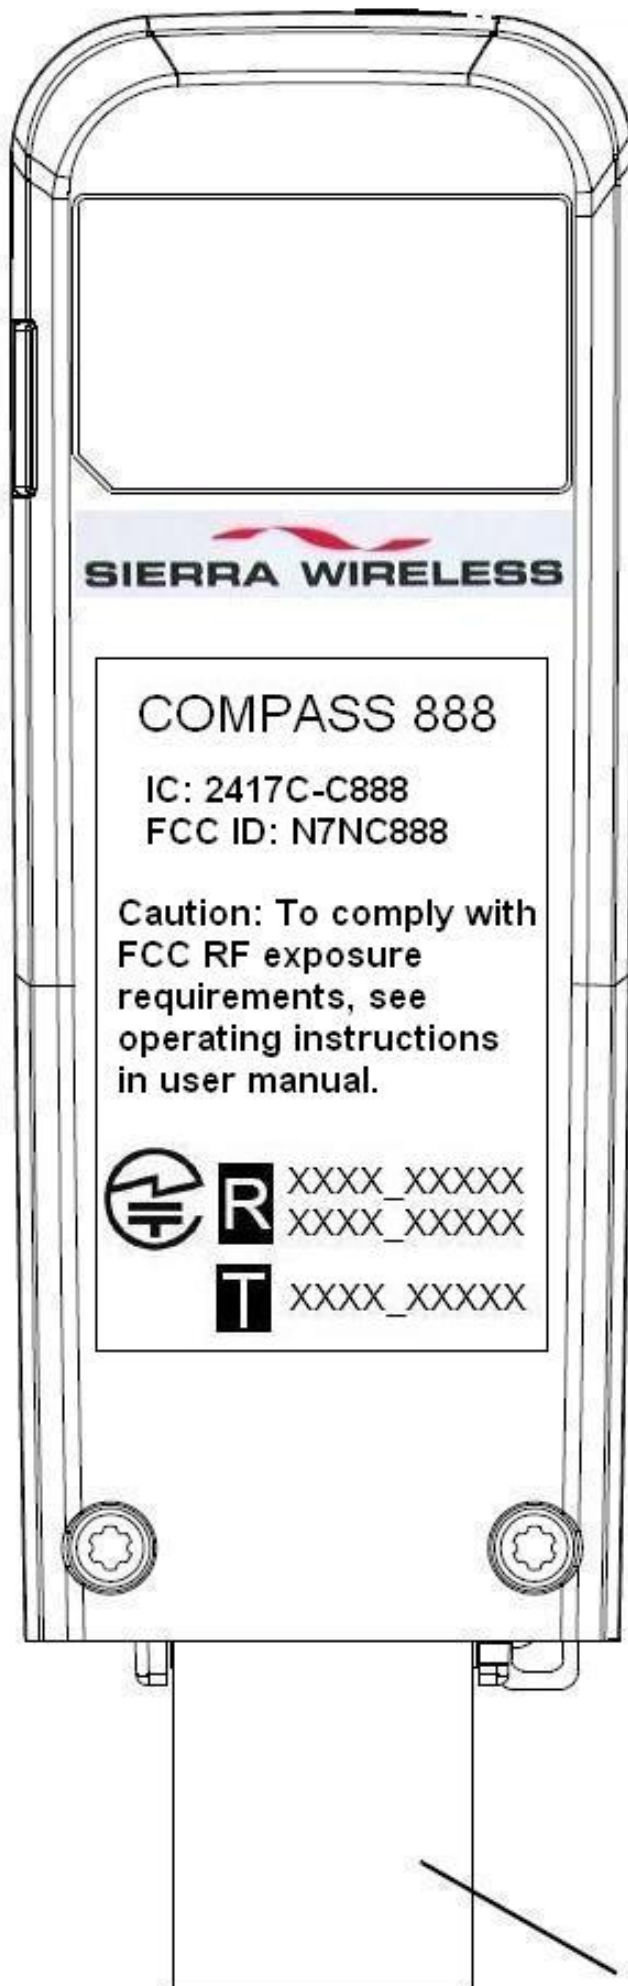 SIERRA WIRELESS
COMPASS 888
IC: 2417C-C888
FCC ID: N7NC888
Caution: To comply with
FCC RF exposure
requirements, see
operating instructions
in user manual.
R XXXX_XXXXX
XXXX_XXXXX
T XXXX_XXXXX